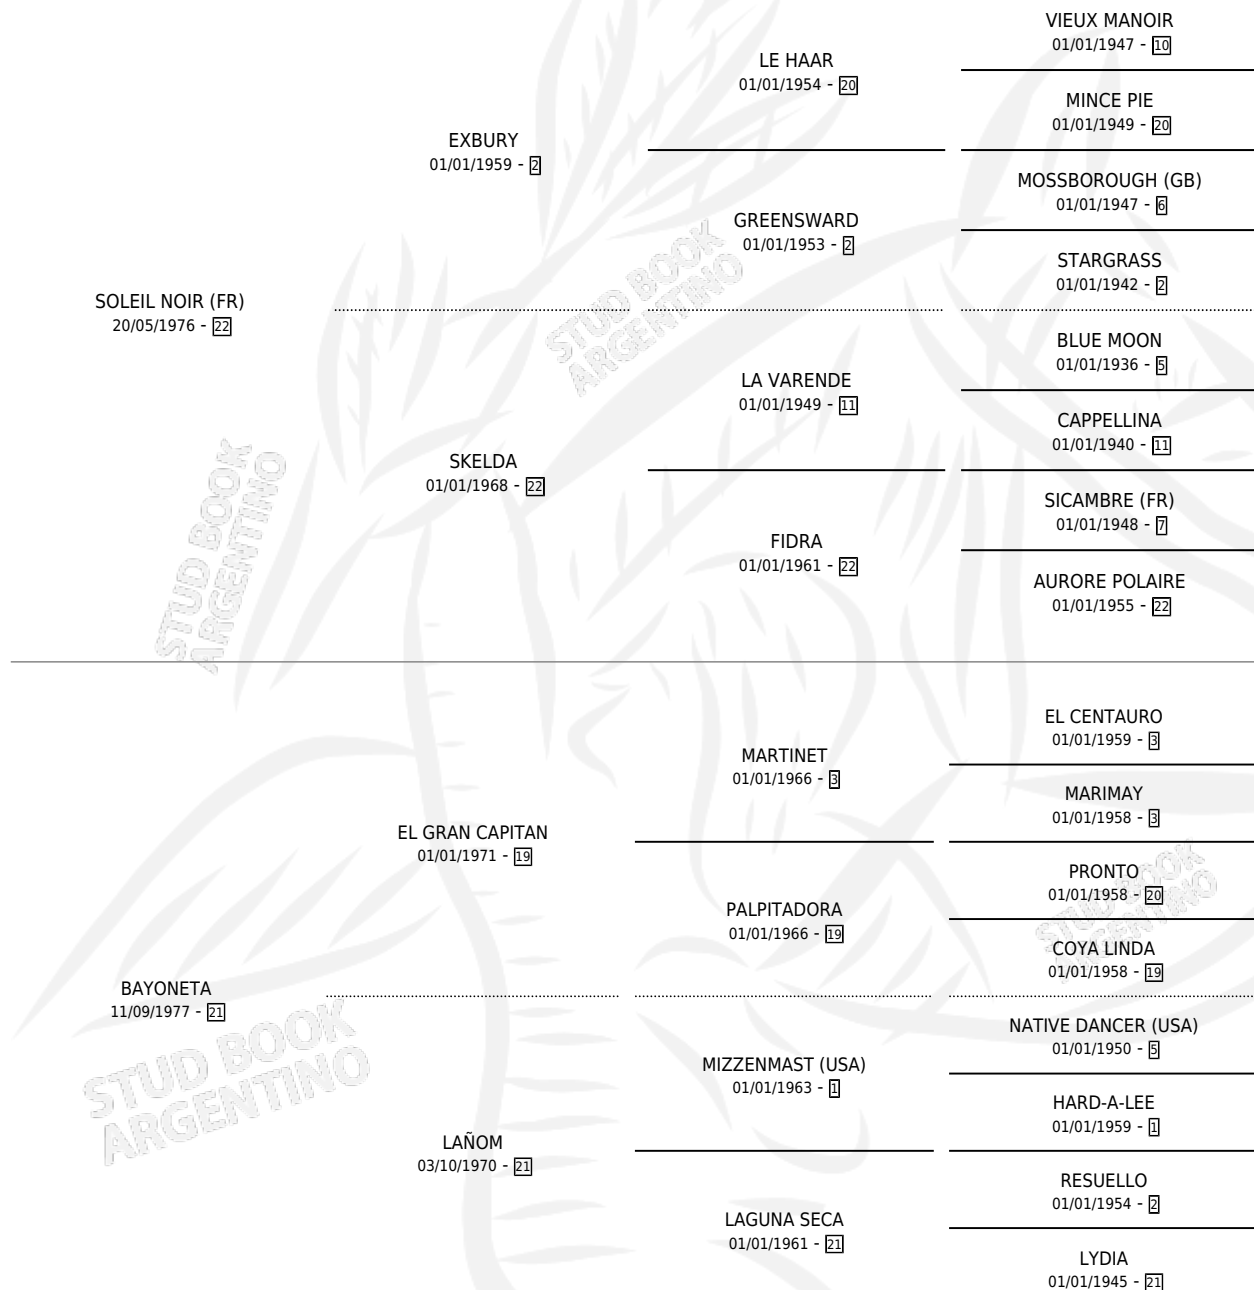 VIEUX MANOIR
01/01/1947 - 10
LE HAAR
01/01/1954 - 20
MINCE PIE
01/01/1949 - 20
EXBURY
01/01/1959 - 2
MOSSBOROUGH (GB)
01/01/1947 - 6
GREENSWARD
01/01/1953 - 2
STARGRASS
01/01/1942 - 2
SOLEIL NOIR (FR)
20/05/1976 - 22
BLUE MOON
01/01/1936 - 5
LA VARENDE
01/01/1949 - 11
CAPPELLINA
01/01/1940 - 11
SKELDA
01/01/1968 - 22
SICAMBRE (FR)
01/01/1948 - 7
FIDRA
01/01/1961 - 22
AURORE POLAIRE
01/01/1955 - 22
EL CENTAURO
01/01/1959 - 3
MARTINET
01/01/1966 - 3
MARIMAY
01/01/1958 - 3
EL GRAN CAPITAN
01/01/1971 - 19
PRONTO
01/01/1958 - 20
PALPITADORA
01/01/1966 - 19
COYA LINDA
01/01/1958 - 19
BAYONETA
11/09/1977 - 21
NATIVE DANCER (USA)
01/01/1950 - 5
MIZZENMAST (USA)
01/01/1963 - 1
HARD-A-LEE
01/01/1959 - 1
LAÑOM
03/10/1970 - 21
RESUELLO
01/01/1954 - 2
LAGUNA SECA
01/01/1961 - 21
LYDIA
01/01/1945 - 21
STUD BOOK
ARGENTINO
STUD BOOK
ARGENTINO
STUD BOOK
ARGENTINO
STUD BOOK
ARGENTINO